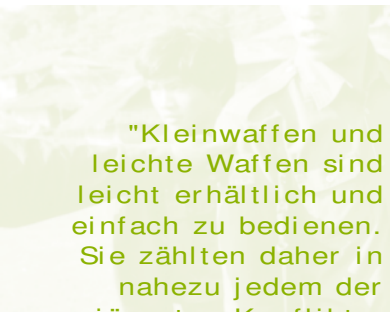 "Kleinwaffen und
leichte Waffen sind
leicht erhältlich und
einfach zu bedienen.
Sie zählten daher in
nahezu jedem der